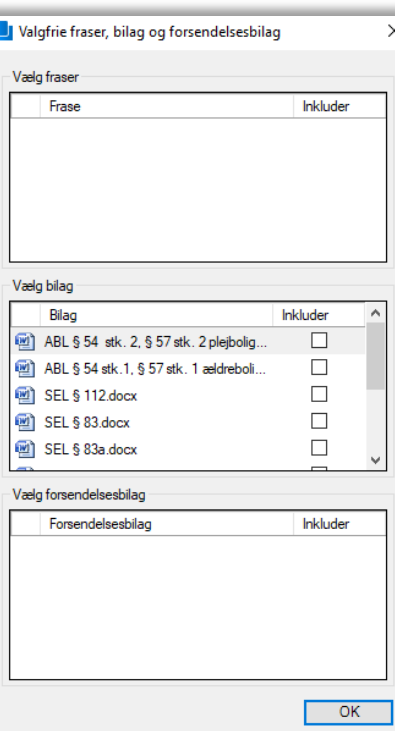 Valgfrie fraser, bilag og forsendelsesbilag
Vælg fraser
Frase Inkluder
Vælg bilag
Bilag Inkluder
ABL § 54 stk. 2, § 57 stk. 2 plejbolig...
ABL § 54 stk.1, § 57 stk. 1 ældreboli...
SEL § 112.docx
SEL § 83.docx
SEL § 83a.docx
Vælg forsendelsesbilag
Forsendelsesbilag Inkluder
OK